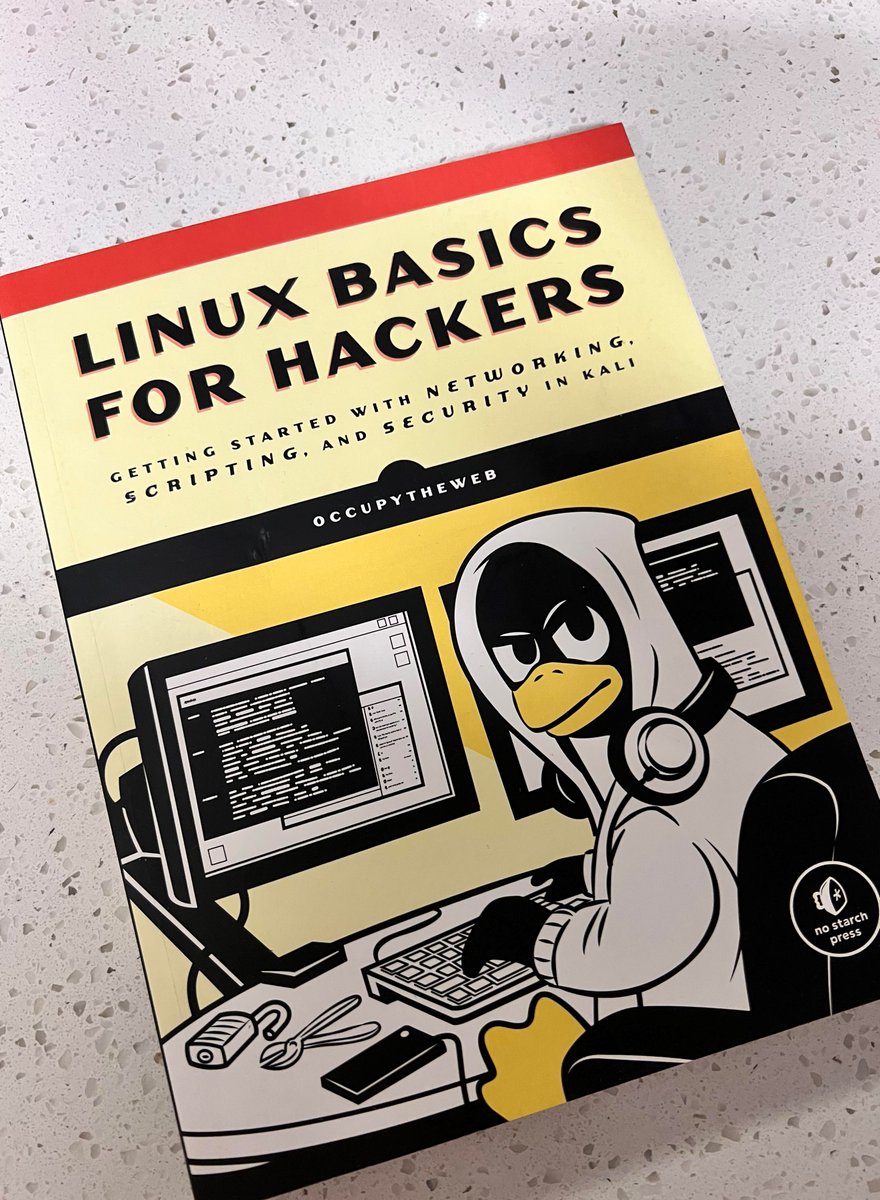 LINUX BASICS
FOR HACKERS
GETTING STARTED WITH NETWORKING,
SCRIPTING, AND SECURITY IN KALI
OCCUPYTHEWEB
no starch
press